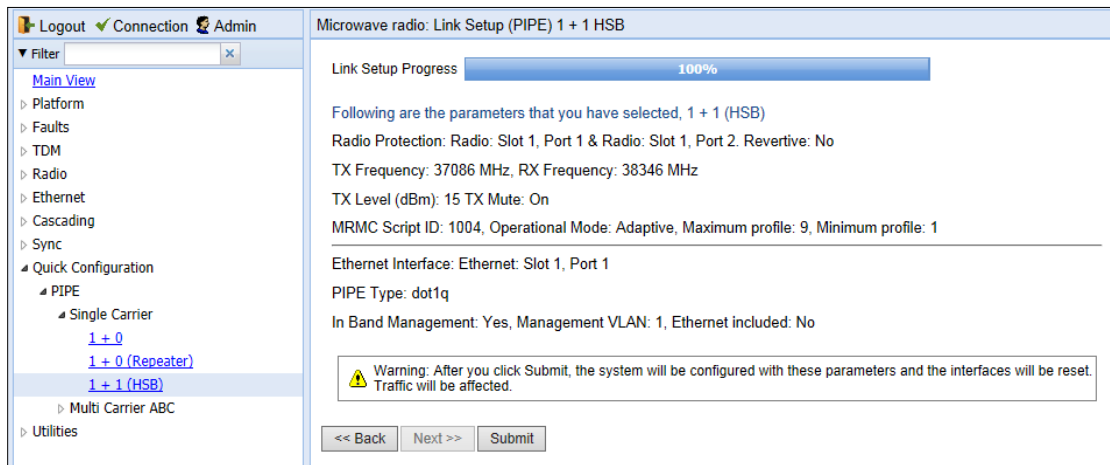 Logout Connection Admin
Filter
Main View
Platform
Faults
TDM
Radio
Ethernet
Cascading
Sync
Quick Configuration
PIPE
Single Carrier
1 + 0
1 + 0 (Repeater)
1 + 1 (HSB)
Multi Carrier ABC
Utilities
Microwave radio: Link Setup (PIPE) 1 + 1 HSB
Link Setup Progress 100%
Following are the parameters that you have selected, 1 + 1 (HSB)
Radio Protection: Radio: Slot 1, Port 1 & Radio: Slot 1, Port 2. Revertive: No
TX Frequency: 37086 MHz, RX Frequency: 38346 MHz
TX Level (dBm): 15 TX Mute: On
MRMC Script ID: 1004, Operational Mode: Adaptive, Maximum profile: 9, Minimum profile: 1
Ethernet Interface: Ethernet: Slot 1, Port 1
PIPE Type: dot1q
In Band Management: Yes, Management VLAN: 1, Ethernet included: No
Warning: After you click Submit, the system will be configured with these parameters and the interfaces will be reset.
Traffic will be affected.
<< Back Next >> Submit